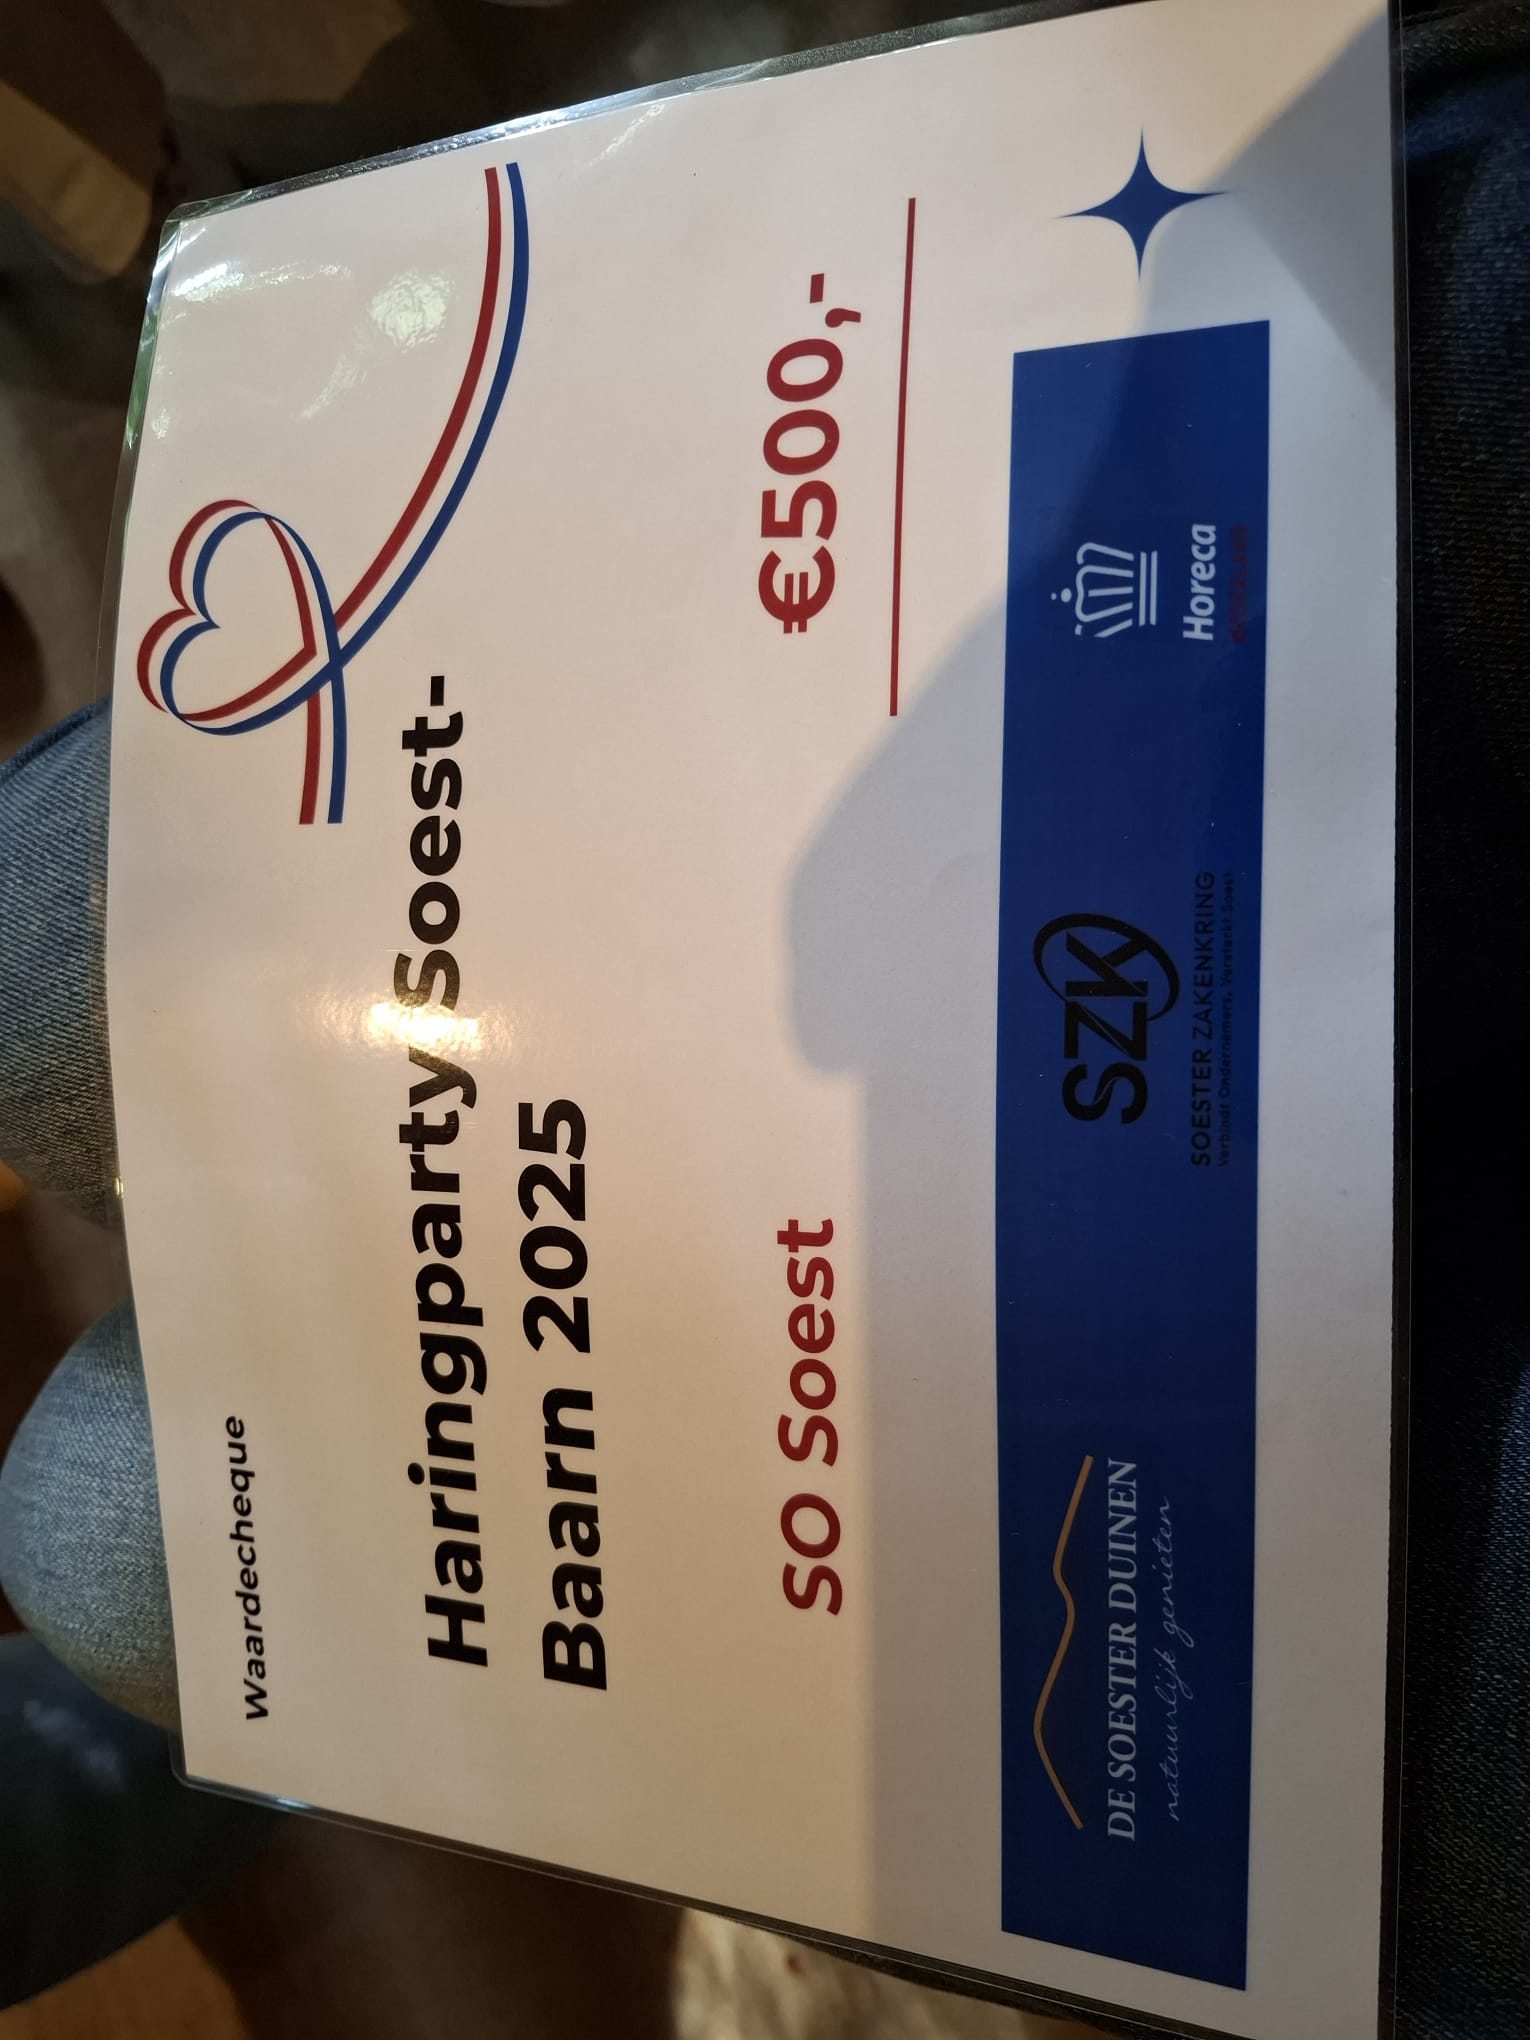 Waardecheque
Haringparty Soest-
Baarn 2025
SO Soest €500,-
DE SOESTER DUINEN
natuurlijk genieten
SZK
SOESTER ZAKENKRING
Verbindt Ondernemers, Versterkt Soest
Horeca